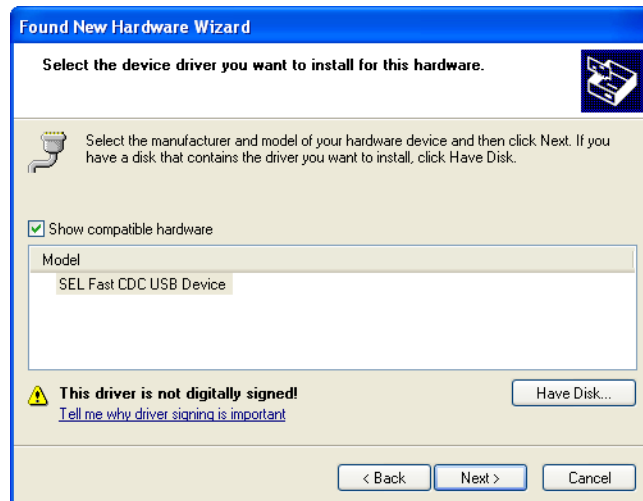 Found New Hardware Wizard
Select the device driver you want to install for this hardware.
Select the manufacturer and model of your hardware device and then click Next. If you
have a disk that contains the driver you want to install, click Have Disk.
Show compatible hardware
Model
SEL Fast CDC USB Device
This driver is not digitally signed!
Tell me why driver signing is important
Have Disk...
< Back
Next >
Cancel